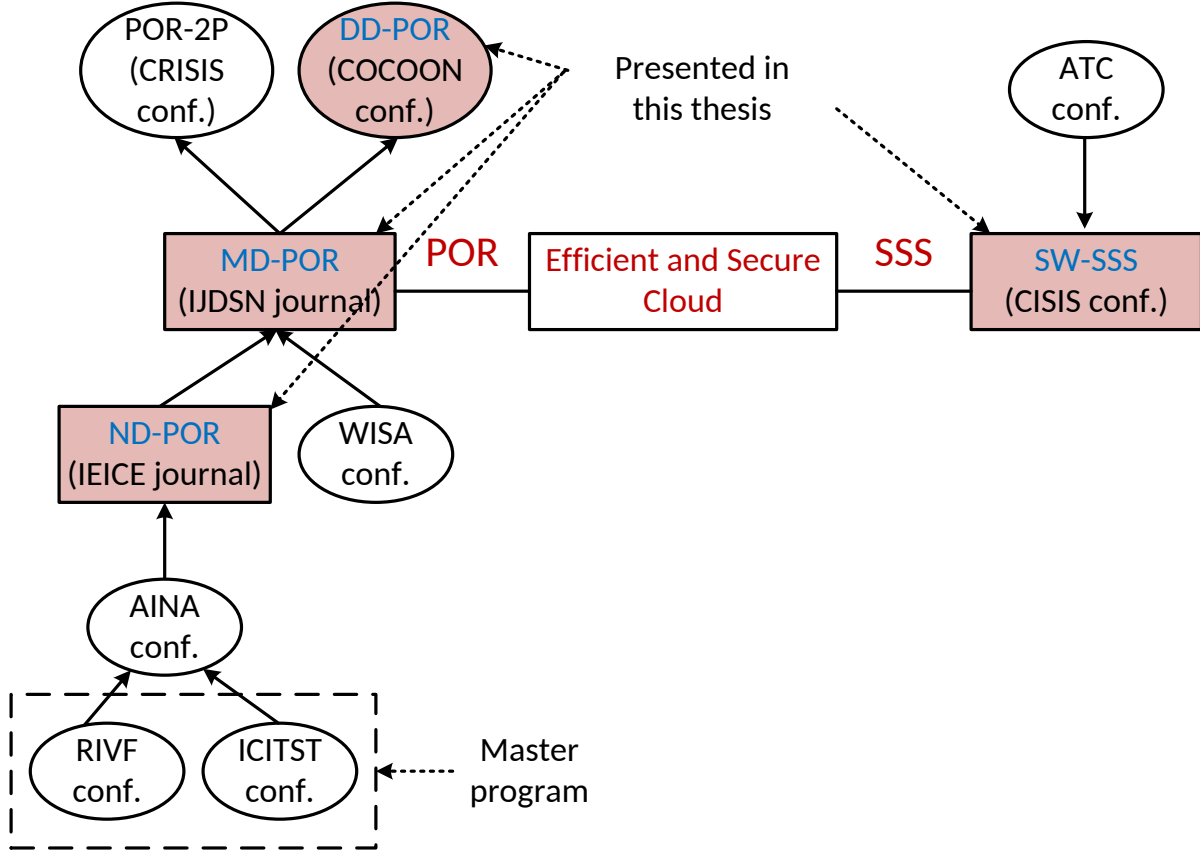 POR-2P
(CRISIS
conf.)
DD-POR
(COCOON
conf.)
Presented in
this thesis
ATC
conf.
MD-POR
(IJDSN journal)
POR
Efficient and Secure
Cloud
SSS
SW-SSS
(CISIS conf.)
ND-POR
(IEICE journal)
WISA
conf.
AINA
conf.
RIVF
conf.
ICITST
conf.
Master
program